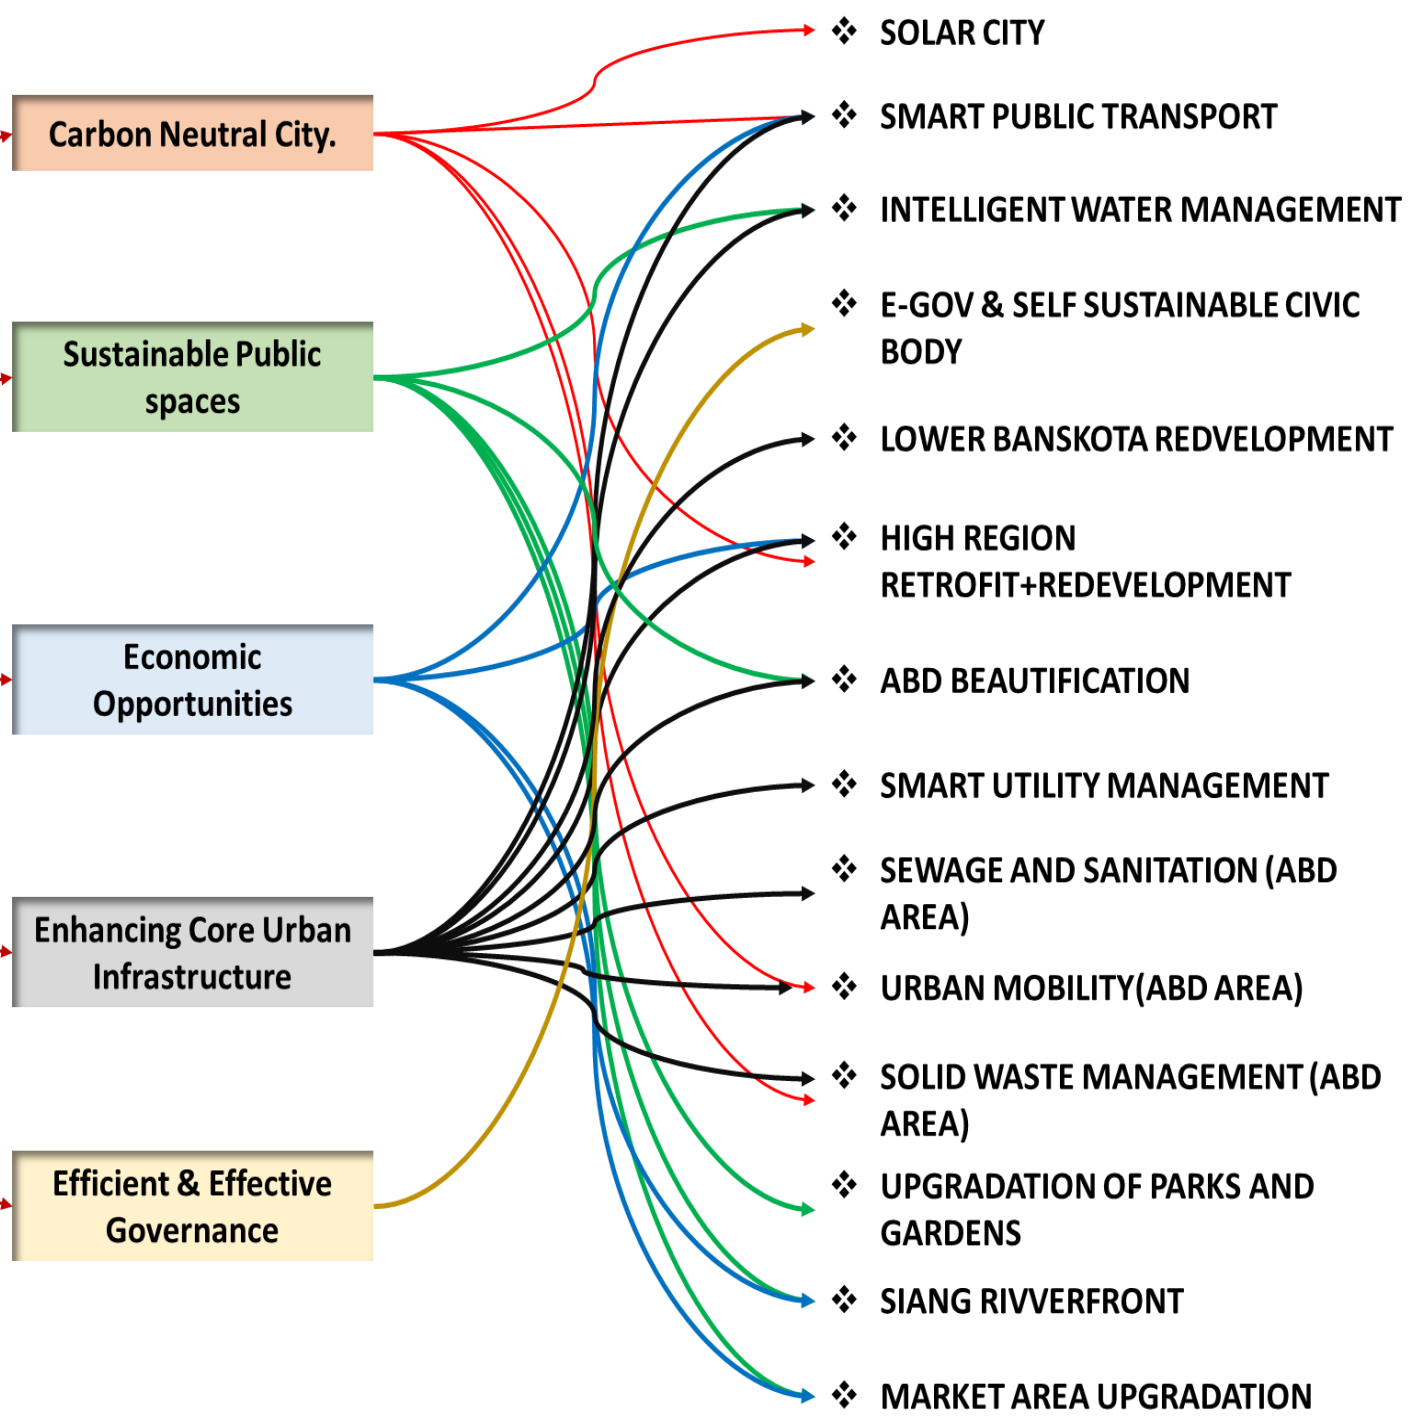 Carbon Neutral City.
Sustainable Public
spaces
Economic
Opportunities
Enhancing Core Urban
Infrastructure
Efficient & Effective
Governance
❖ SOLAR CITY
❖ SMART PUBLIC TRANSPORT
❖ INTELLIGENT WATER MANAGEMENT
❖ E-GOV & SELF SUSTAINABLE CIVIC
BODY
❖ LOWER BANSKOTA REDVELOPMENT
❖ HIGH REGION
RETROFIT+REDEVELOPMENT
❖ ABD BEAUTIFICATION
❖ SMART UTILITY MANAGEMENT
❖ SEWAGE AND SANITATION (ABD
AREA)
❖ URBAN MOBILITY(ABD AREA)
❖ SOLID WASTE MANAGEMENT (ABD
AREA)
❖ UPGRADATION OF PARKS AND
GARDENS
❖ SIANG RIVVERFRONT
❖ MARKET AREA UPGRADATION